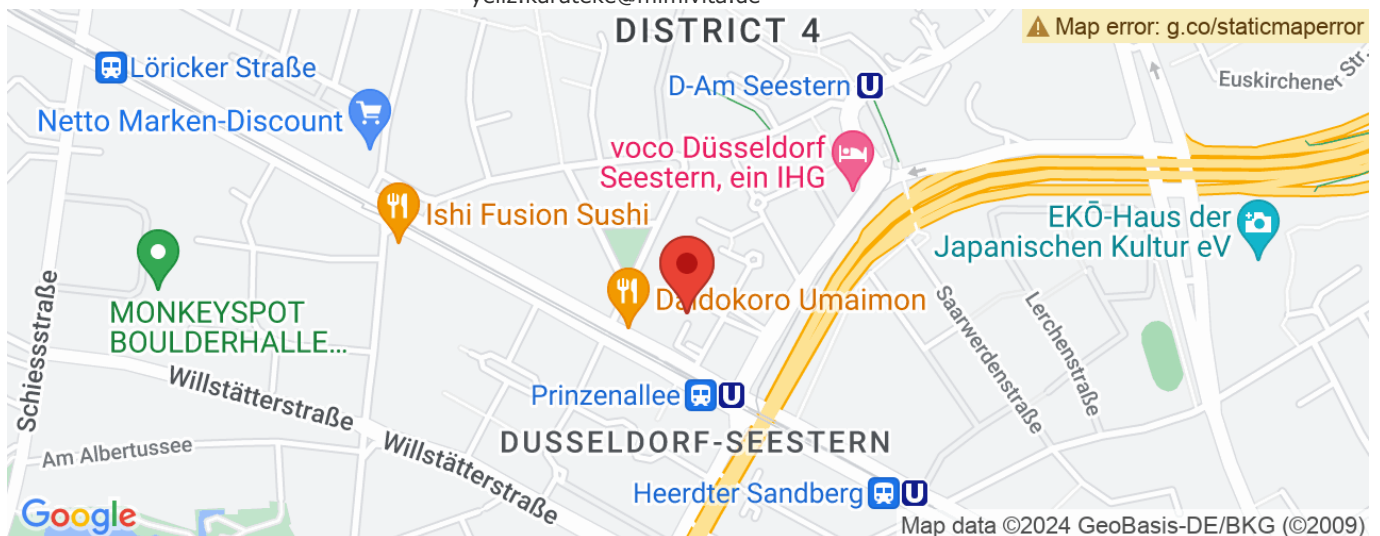 DISTRICT 4
Map error: g.co/staticmaperror
Löricker Straße
Euskirchener Str.
D-Am Seestern U
Netto Marken-Discount
voco Düsseldorf
Seestern, ein IHG
Ishi Fusion Sushi
EKŌ-Haus der
Japanischen Kultur eV
Schiessstraße
MONKEYSPOT
BOULDERHALLE...
Daidokoro Umaimon
Saarwerdenstraße
Lerchenstraße
Willstätterstraße
Prinzenallee U
Am Albertussee
Willstätterstraße
DUSSELDORF-SEESTERN
Heerdter Sandberg U
Google
Map data ©2024 GeoBasis-DE/BKG (©2009)